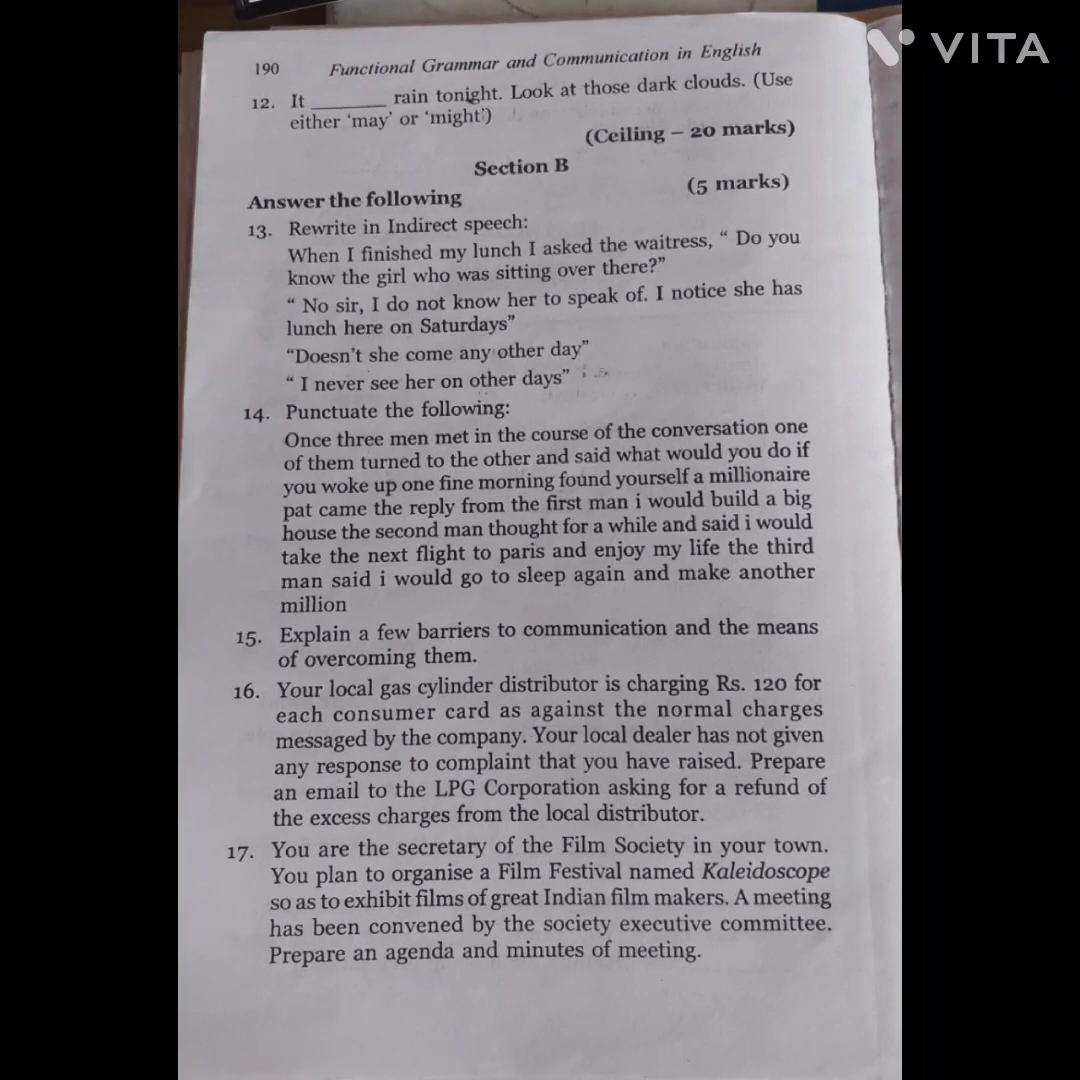 VITA
190 Functional Grammar and Communication in English
12. It ________ rain tonight. Look at those dark clouds. (Use
either 'may' or 'might')
(Ceiling – 20 marks)
Section B
Answer the following (5 marks)
13. Rewrite in Indirect speech:
When I finished my lunch I asked the waitress, “ Do you
know the girl who was sitting over there?”
“ No sir, I do not know her to speak of. I notice she has
lunch here on Saturdays”
“Doesn't she come any other day”
“ I never see her on other days”
14. Punctuate the following:
Once three men met in the course of the conversation one
of them turned to the other and said what would you do if
you woke up one fine morning found yourself a millionaire
pat came the reply from the first man i would build a big
house the second man thought for a while and said i would
take the next flight to paris and enjoy my life the third
man said i would go to sleep again and make another
million
15. Explain a few barriers to communication and the means
of overcoming them.
16. Your local gas cylinder distributor is charging Rs. 120 for
each consumer card as against the normal charges
messaged by the company. Your local dealer has not given
any response to complaint that you have raised. Prepare
an email to the LPG Corporation asking for a refund of
the excess charges from the local distributor.
17. You are the secretary of the Film Society in your town.
You plan to organise a Film Festival named Kaleidoscope
so as to exhibit films of great Indian film makers. A meeting
has been convened by the society executive committee.
Prepare an agenda and minutes of meeting.